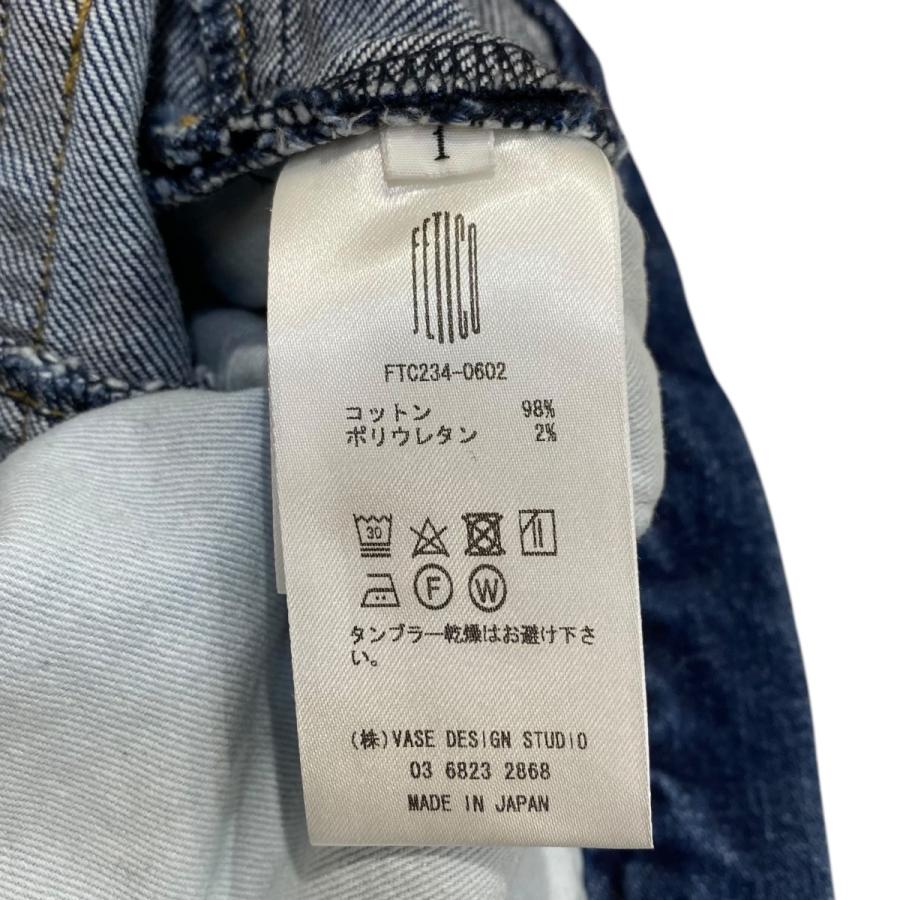 1
FETICO
FTC234-0602
コットン 98%
ポリウレタン 2%
30
F W
タンブラー乾燥はお避け下さ
い。
(株)VASE DESIGN STUDIO
03 6823 2868
MADE IN JAPAN